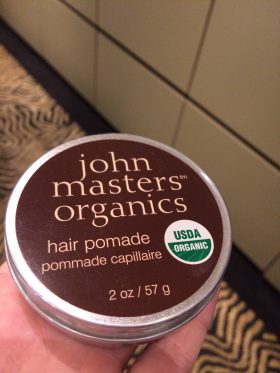 john
masters™
organics
hair pomade
pommade capillaire
USDA
ORGANIC
2 oz / 57 g